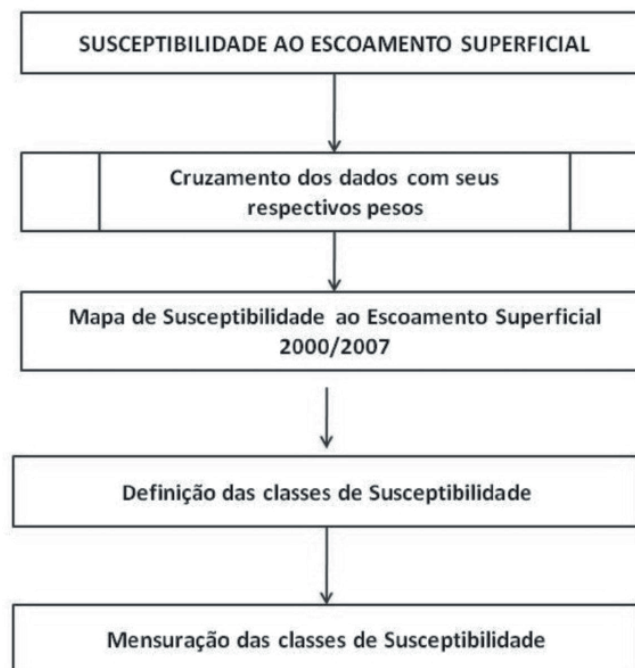 SUSCEPTIBILIDADE AO ESCOAMENTO SUPERFICIAL
Cruzamento dos dados com seus
respectivos pesos
Mapa de Susceptibilidade ao Escoamento Superficial
2000/2007
Definição das classes de Susceptibilidade
Mensuração das classes de Susceptibilidade